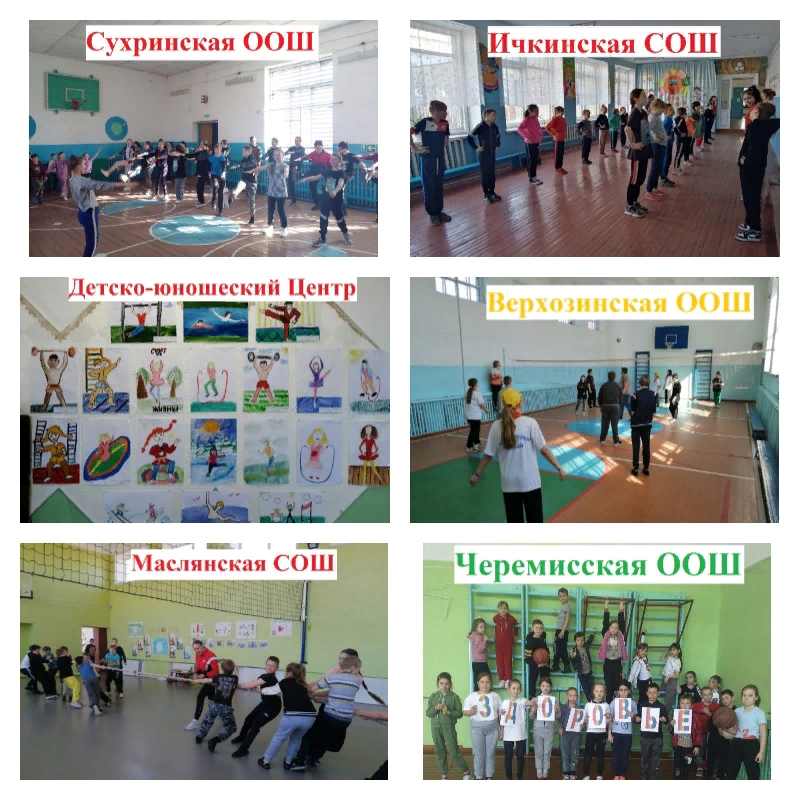 Сухринская ООШ
Ичкинская СОШ
Детско-юношеский Центр
Верхозинская ООШ
Маслянская СОШ
Черемисская ООШ
ЗДОРОВЬЕ